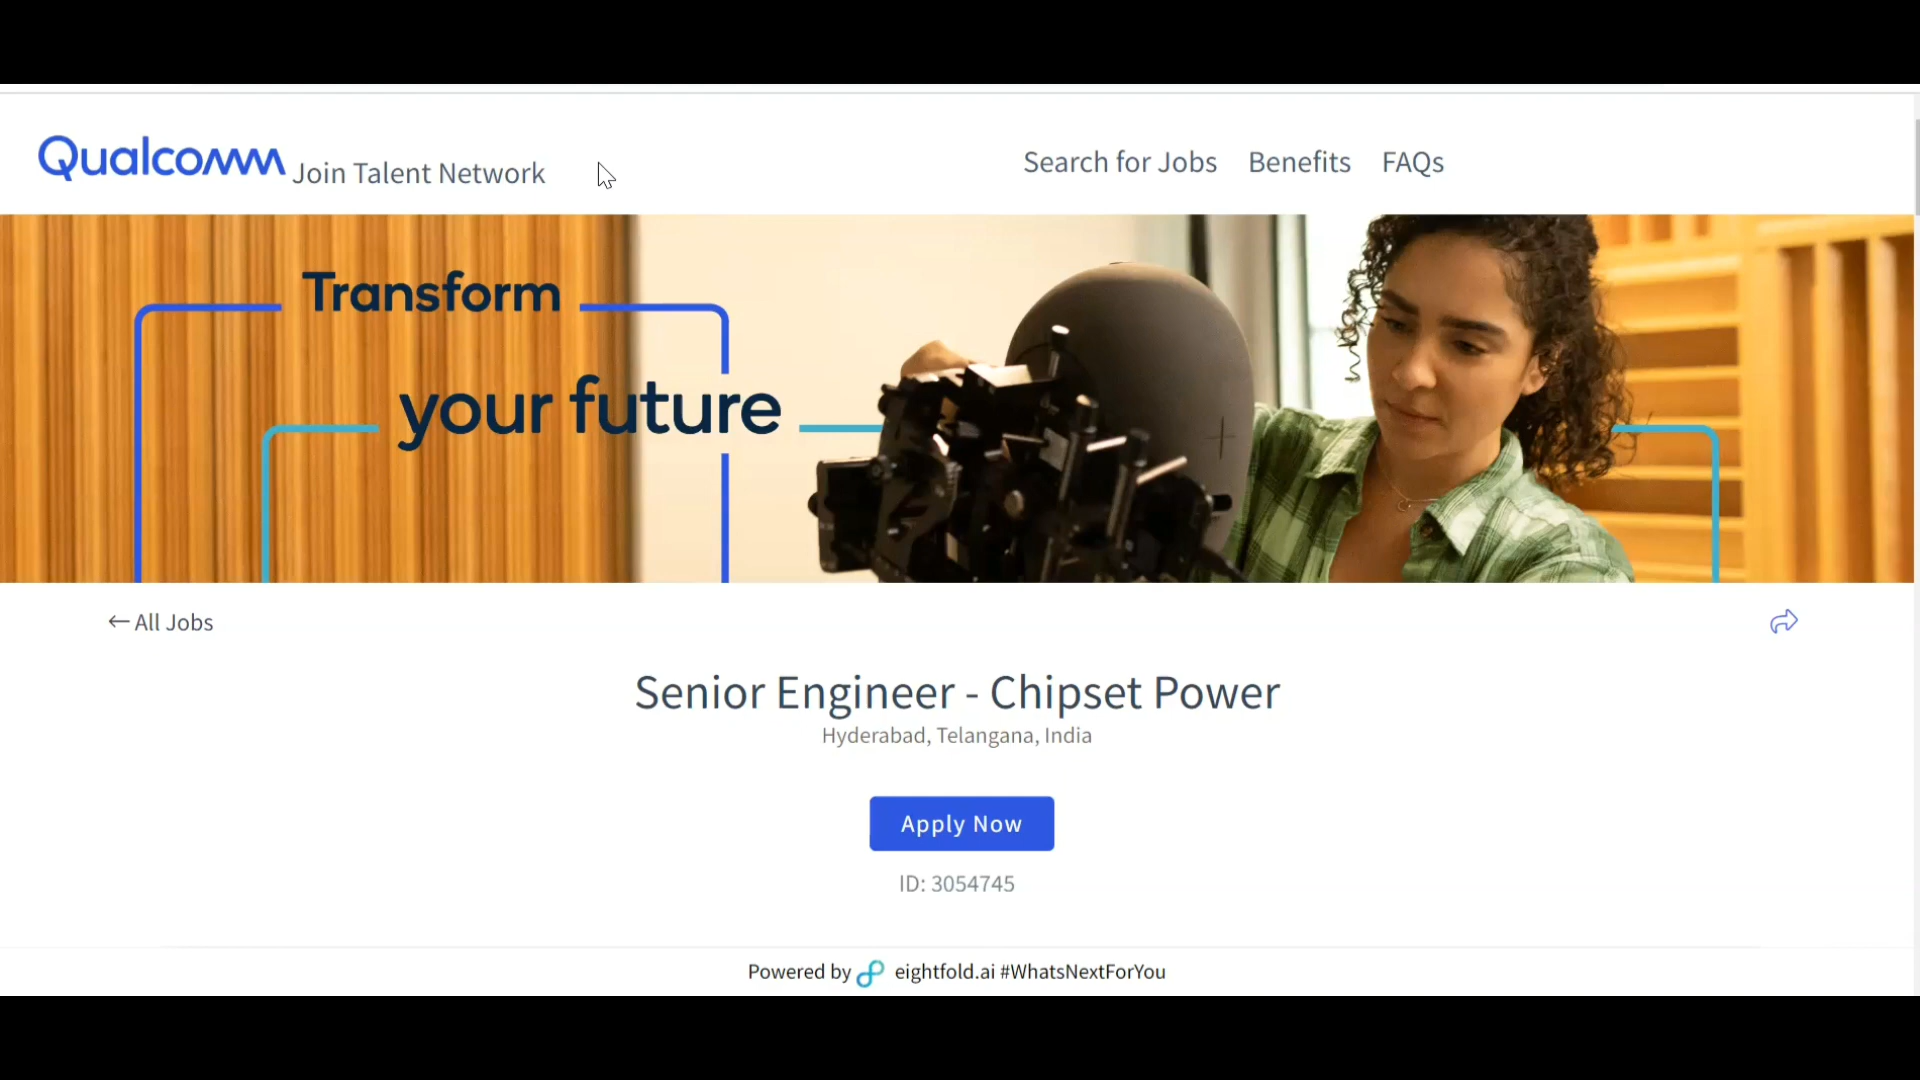 Qualcomm Join Talent Network
Search for Jobs Benefits FAQs
Transform
your future
← All Jobs
Senior Engineer - Chipset Power
Hyderabad, Telangana, India
Apply Now
ID: 3054745
Powered by eightfold.ai #WhatsNextForYou